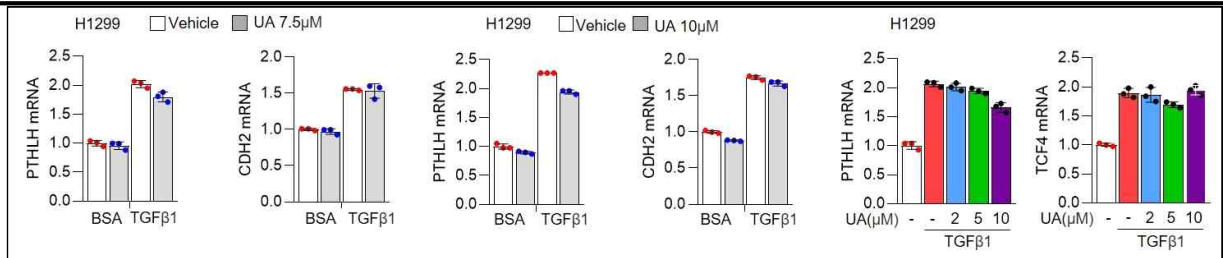 H1299 Vehicle UA 7.5µM
PTHLH mRNA
2.5
2.0
1.5
1.0
0.5
0.0
BSA TGFβ1
CDH2 mRNA
2.0
1.5
1.0
0.5
0.0
BSA TGFβ1
H1299 Vehicle UA 10µM
PTHLH mRNA
2.5
2.0
1.5
1.0
0.5
0.0
BSA TGFβ1
CDH2 mRNA
2.0
1.5
1.0
0.5
0.0
BSA TGFβ1
H1299
PTHLH mRNA
2.5
2.0
1.5
1.0
0.5
0.0
UA(µM) - - 2 5 10
TGFβ1
TCF4 mRNA
2.5
2.0
1.5
1.0
0.5
0.0
UA(µM) - - 2 5 10
TGFβ1